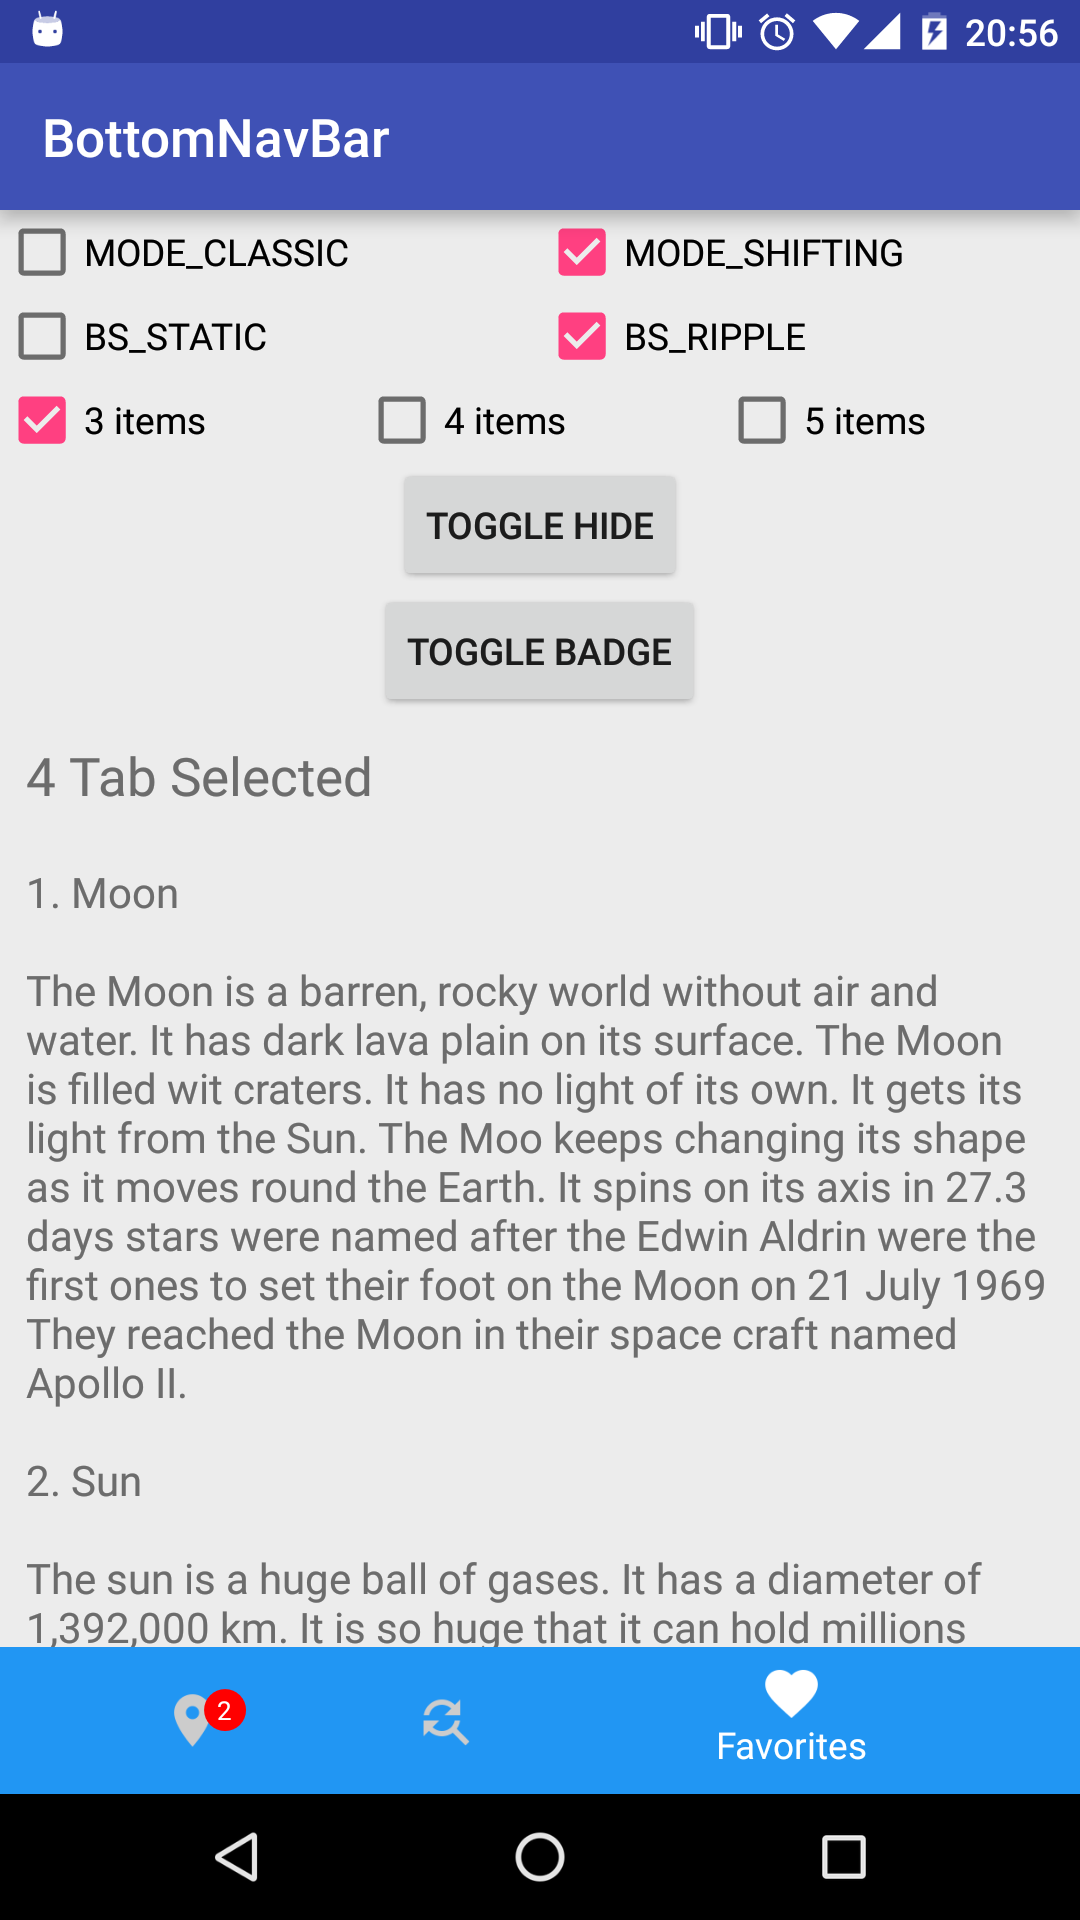 20:56
BottomNavBar
MODE_CLASSIC MODE_SHIFTING
BS_STATIC BS_RIPPLE
3 items 4 items 5 items
TOGGLE HIDE
TOGGLE BADGE
4 Tab Selected
1. Moon
The Moon is a barren, rocky world without air and
water. It has dark lava plain on its surface. The Moon
is filled wit craters. It has no light of its own. It gets its
light from the Sun. The Moo keeps changing its shape
as it moves round the Earth. It spins on its axis in 27.3
days stars were named after the Edwin Aldrin were the
first ones to set their foot on the Moon on 21 July 1969
They reached the Moon in their space craft named
Apollo II.
2. Sun
The sun is a huge ball of gases. It has a diameter of
1,392,000 km. It is so huge that it can hold millions
2
Favorites